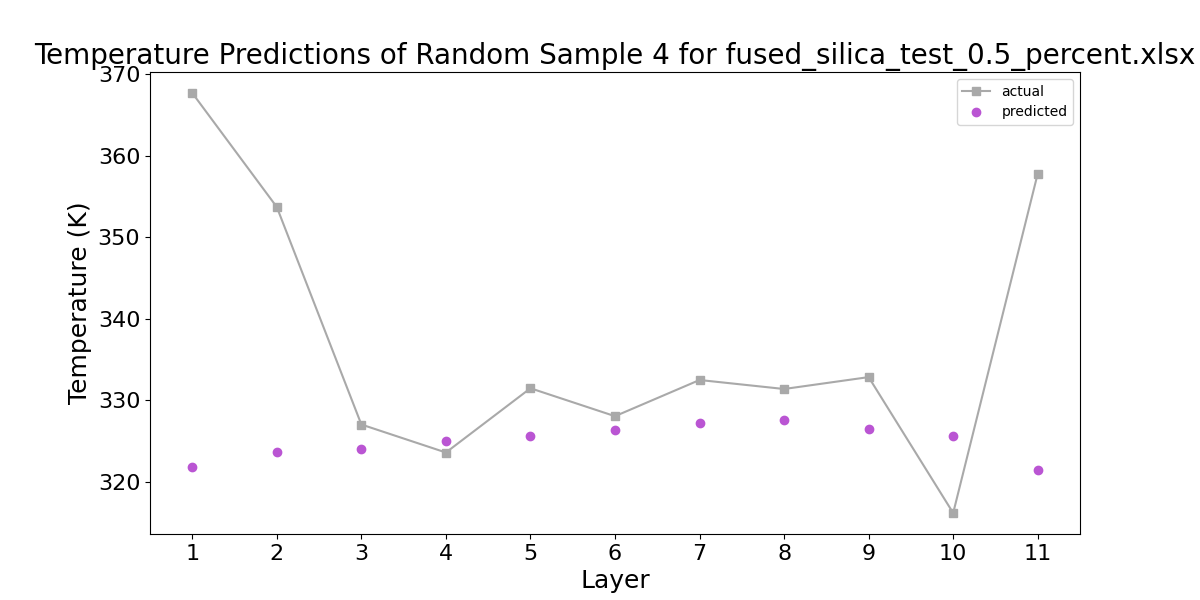 Temperature Predictions of Random Sample 4 for fused_silica_test_0.5_percent.xlsx
actual
predicted
Temperature (K)
370
360
350
340
330
320
1 2 3 4 5 6 7 8 9 10 11
Layer